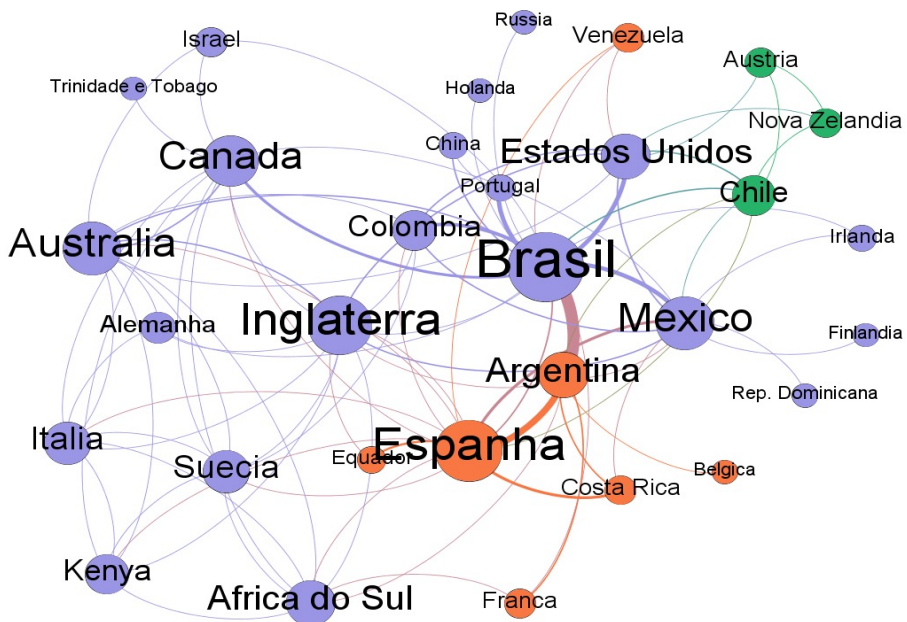 Russia
Venezuela
Israel
Austria
Trinidade e Tobago
Holanda
Nova Zelandia
China
Estados Unidos
Canada
Portugal
Chile
Colombia
Australia
Irlanda
Brasil
Inglaterra
Mexico
Alemanha
Finlandia
Argentina
Rep. Dominicana
Italia
Espanha
Equador
Suecia
Belgica
Costa Rica
Kenya
Africa do Sul
Franca